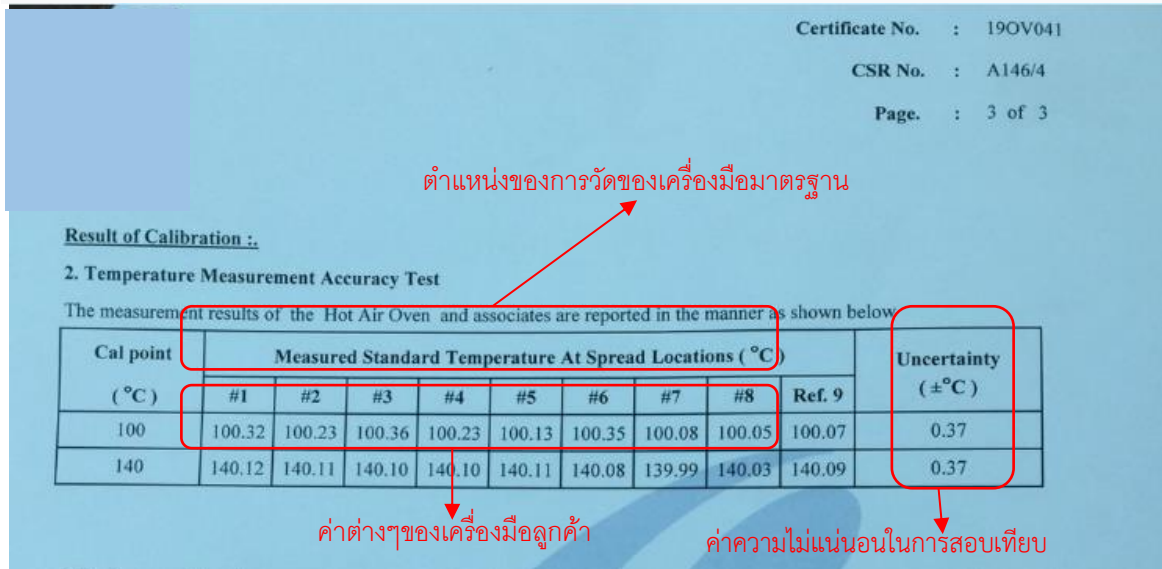 Certificate No. : 19OV041
CSR No. : A146/4
Page. : 3 of 3
ตำแหน่งของการวัดของเครื่องมือมาตรฐาน
Result of Calibration :.
2. Temperature Measurement Accuracy Test
The measurement results of the Hot Air Oven and associates are reported in the manner as shown below
Cal point Measured Standard Temperature At Spread Locations ( °C ) Uncertainty
( °C ) #1 #2 #3 #4 #5 #6 #7 #8 Ref. 9 ( ±°C )
100 100.32 100.23 100.36 100.23 100.13 100.35 100.08 100.05 100.07 0.37
140 140.12 140.11 140.10 140.10 140.11 140.08 139.99 140.03 140.09 0.37
ค่าต่างๆของเครื่องมือลูกค้า
ค่าความไม่แน่นอนในการสอบเทียบ